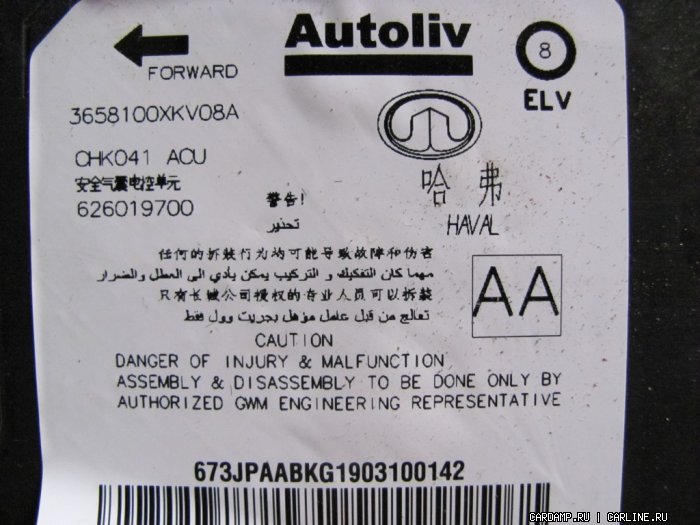 Autoliv
8
FORWARD
ELV
3658100XKV08A
CHK041 ACU
安全气囊电控单元
626019700
哈弗
HAVAL
警告!
تحذير
任何的拆装行为均可能导致故障和伤害
مهما كان التفكيك و التركيب يمكن يأدي الى العطل والضرار
只有长城公司授权的专业人员可以拆装
تعالج من قبل عامل مؤهل بجريت وول فقط
AA
CAUTION
DANGER OF INJURY & MALFUNCTION
ASSEMBLY & DISASSEMBLY TO BE DONE ONLY BY
AUTHORIZED GWM ENGINEERING REPRESENTATIVE
673JPAABKG1903100142
CARDAMP.RU | CARLINE.RU